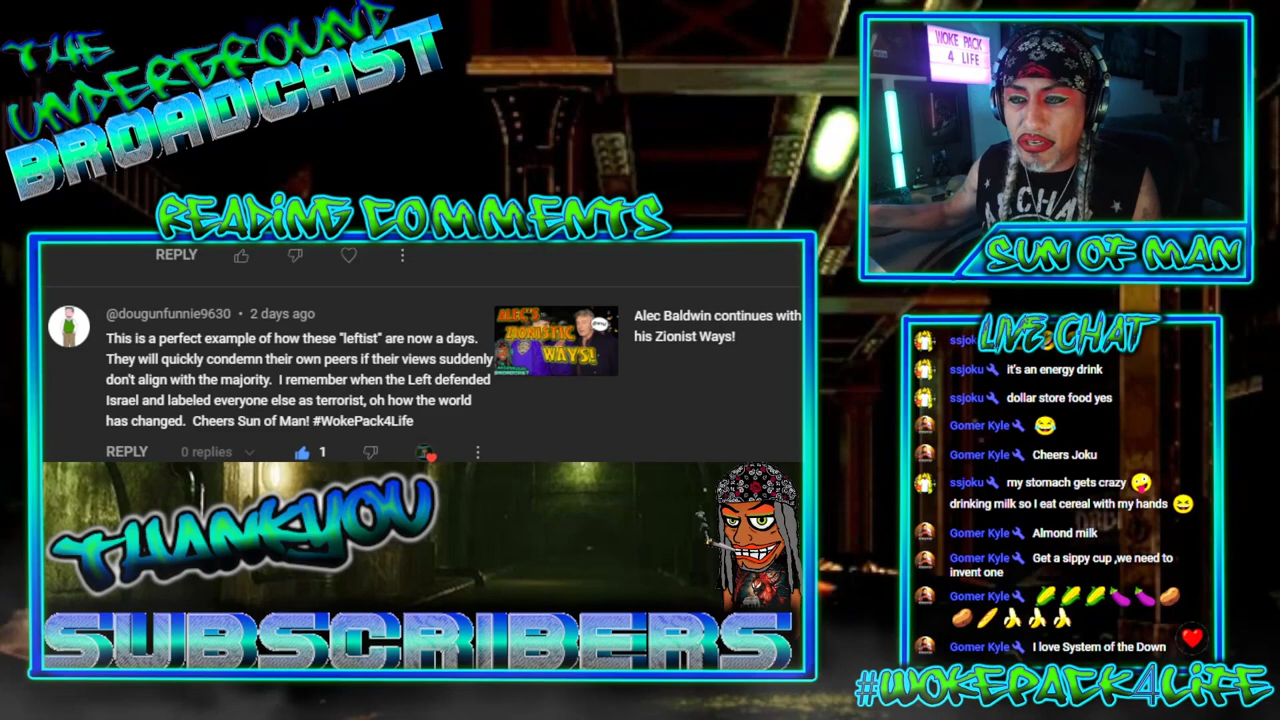 THE
UNDERGROUND
BROADCAST
READING COMMENTS
REPLY
@dougunfunnie9630 • 2 days ago
This is a perfect example of how these "leftist" are now a days.
They will quickly condemn their own peers if their views suddenly
don't align with the majority. I remember when the Left defended
Israel and labeled everyone else as terrorist, oh how the world
has changed. Cheers Sun of Man! #WokePack4Life
REPLY 0 replies 1
ALEC'S
ZIONISTIC
WAYS!
Alec Baldwin continues with
his Zionist Ways!
THANKYOU
SUBSCRIBERS
WOKE PACK
4 LIFE
SUN OF MAN
LIVE CHAT
ssjoku it's an energy drink
ssjoku dollar store food yes
Gomer Kyle 😂
Gomer Kyle Cheers Joku
ssjoku my stomach gets crazy 🤪
drinking milk so I eat cereal with my hands 😆
Gomer Kyle Almond milk
Gomer Kyle Get a sippy cup ,we need to
invent one
Gomer Kyle 🌽🌽🌽🍆🍆🥔
🥔🥖🍌🍌🍌
Gomer Kyle I love System of the Down
#WOKEPACK4LIFE